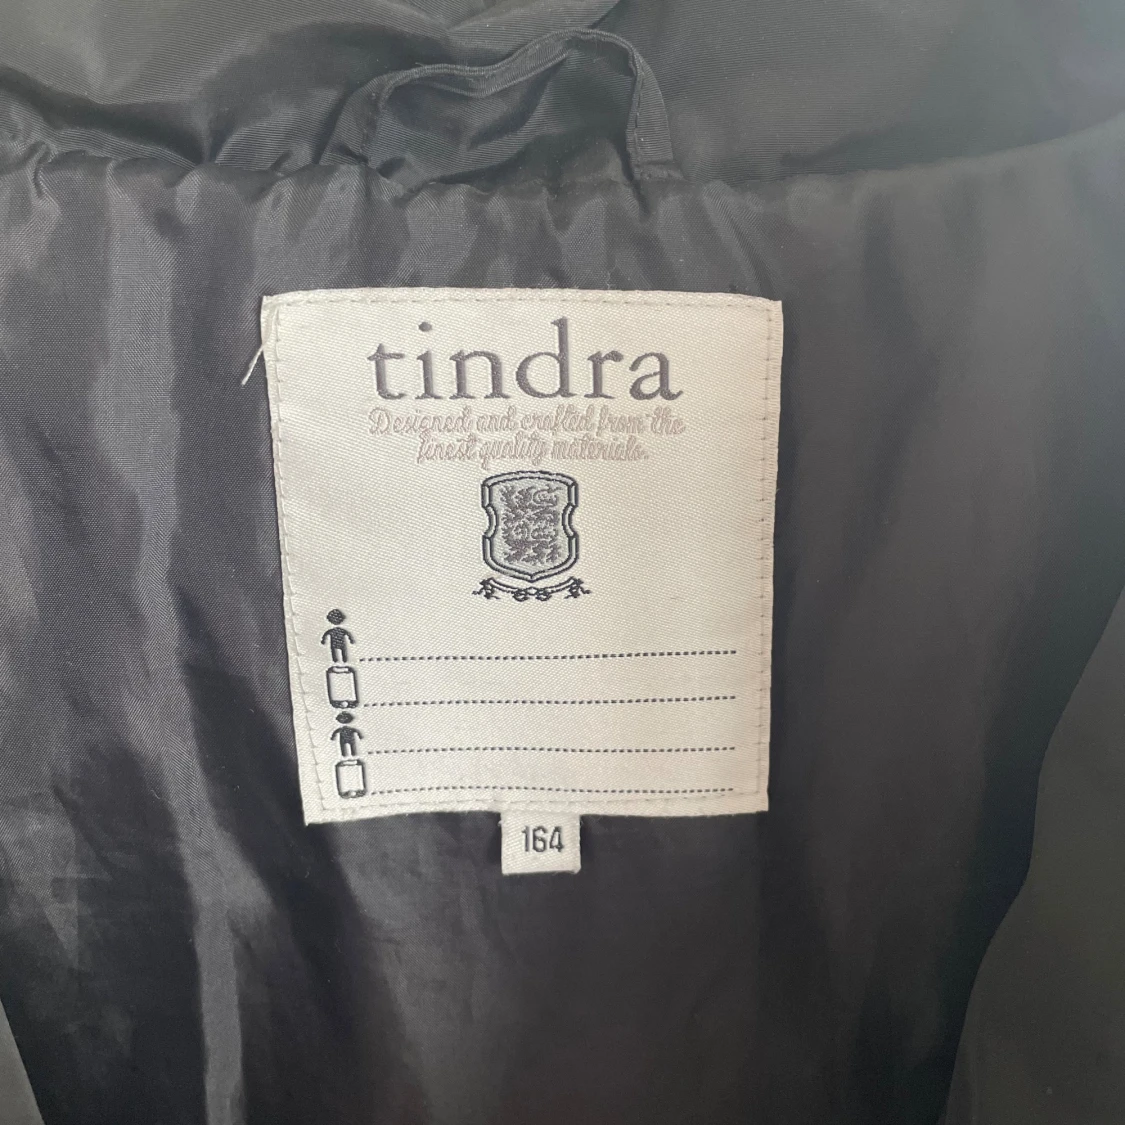 tindra
Designed and crafted from the
finest quality materials.
164